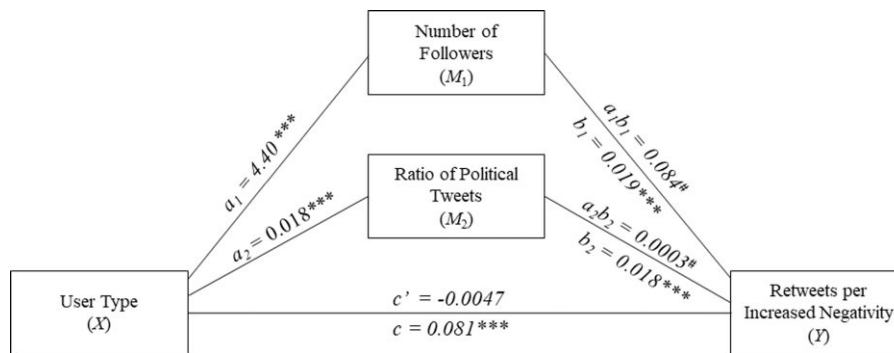 Number of
Followers
(M₁)
a₁ = 4.40***
a₁b₁ = 0.084#
b₁ = 0.019***
Ratio of Political
Tweets
(M₂)
a₂ = 0.018***
a₂b₂ = 0.0003#
b₂ = 0.018***
User Type
(X)
c’ = -0.0047
c = 0.081***
Retweets per
Increased Negativity
(Y)